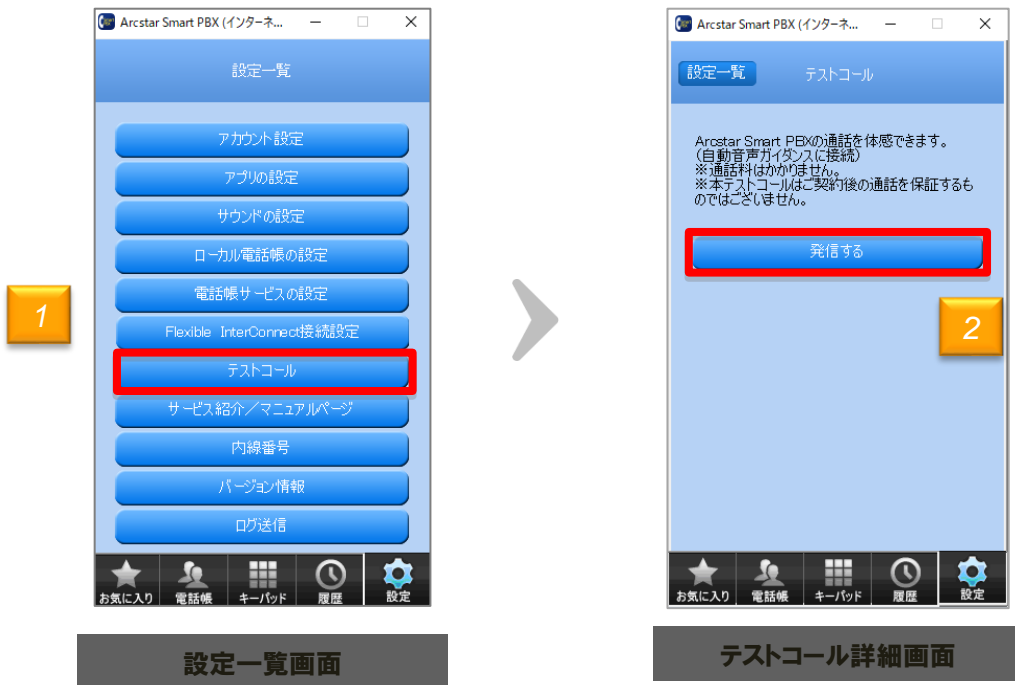 Arcstar Smart PBX (インターネ...
設定一覧
アカウント設定
アプリの設定
サウンドの設定
ローカル電話帳の設定
電話帳サービスの設定
Flexible InterConnect接続設定
テストコール
サービス紹介／マニュアルページ
内線番号
バージョン情報
ログ送信
お気に入り 電話帳 キーパッド 履歴 設定
1
設定一覧画面
Arcstar Smart PBX (インターネ...
設定一覧 テストコール
Arcstar Smart PBXの通話を体感できます。
(自動音声ガイダンスに接続)
※通話料はかかりません。
※本テストコールはご契約後の通話を保証するも
のではございません。
発信する
2
お気に入り 電話帳 キーパッド 履歴 設定
テストコール詳細画面